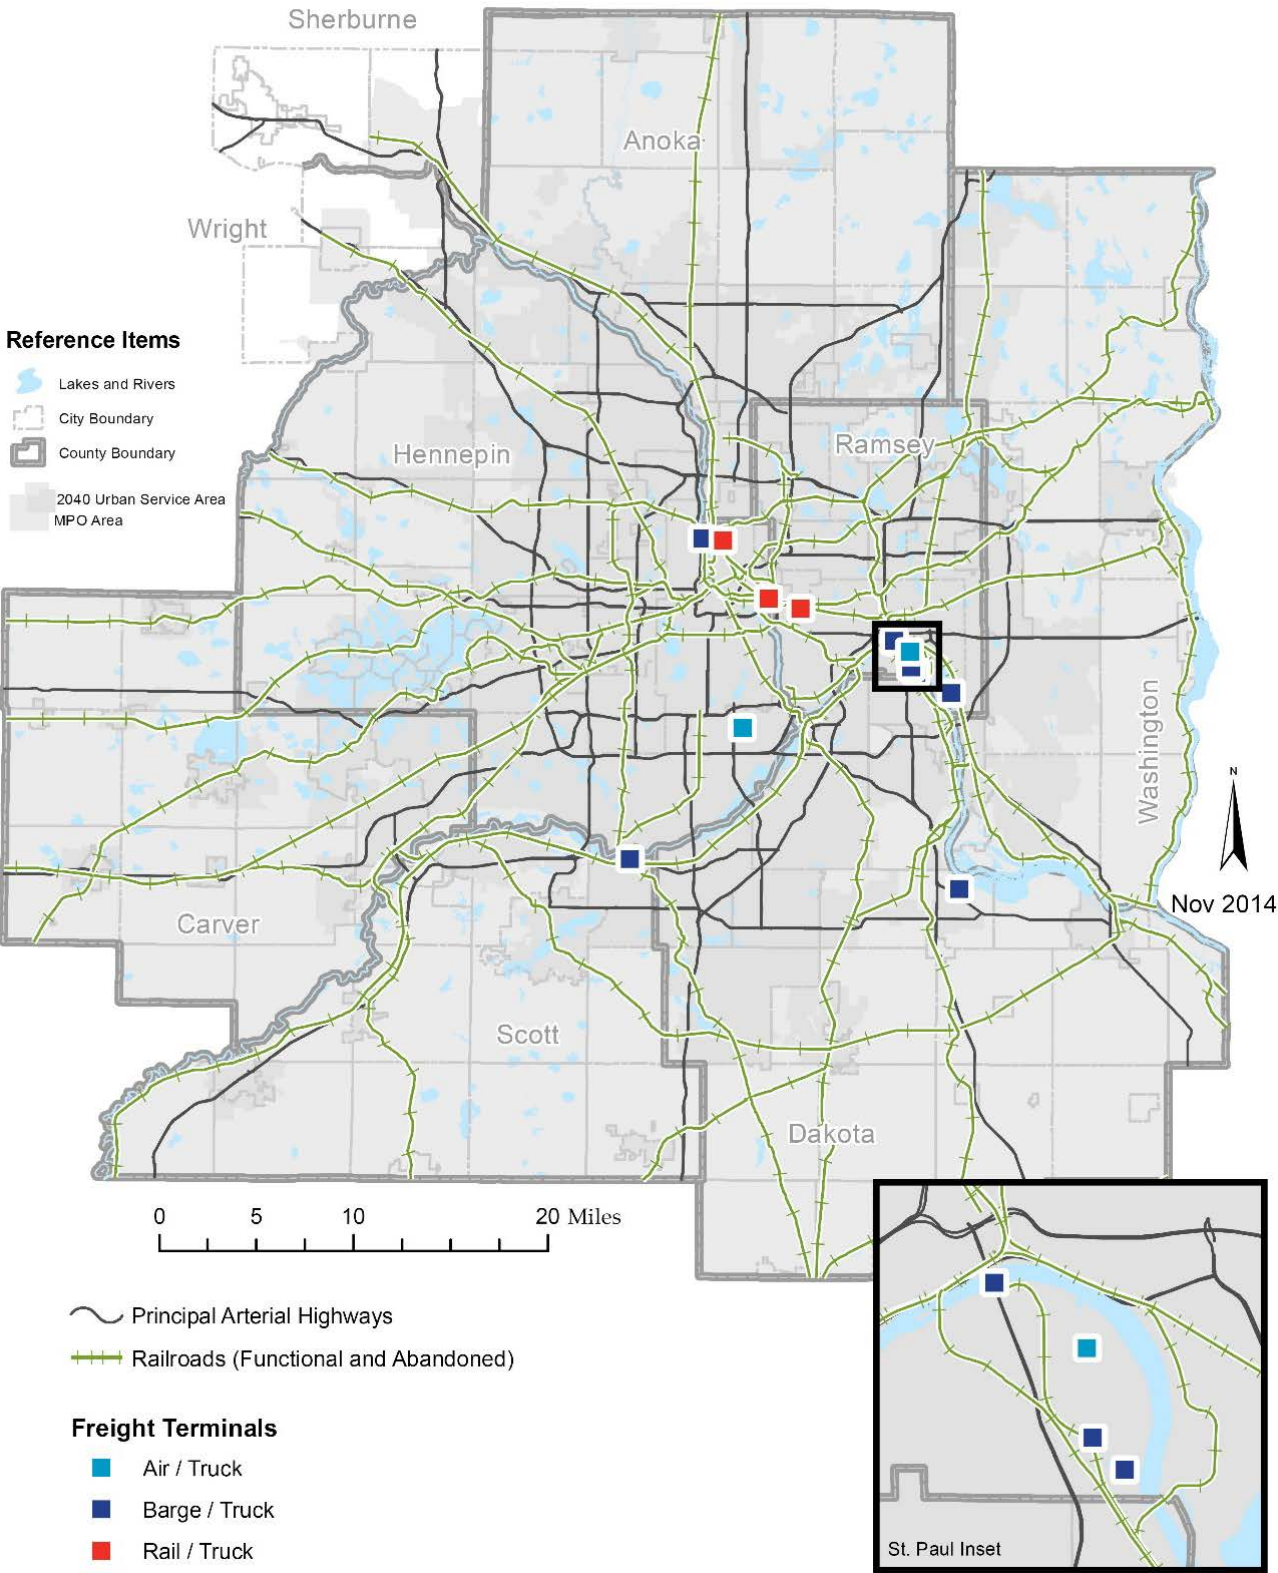 Sherburne
Anoka
Wright
Reference Items
Lakes and Rivers
City Boundary
County Boundary
2040 Urban Service Area
MPO Area
Hennepin
Ramsey
Washington
N
Nov 2014
Carver
Scott
Dakota
0 5 10 20 Miles
Principal Arterial Highways
Railroads (Functional and Abandoned)
Freight Terminals
Air / Truck
Barge / Truck
Rail / Truck
St. Paul Inset